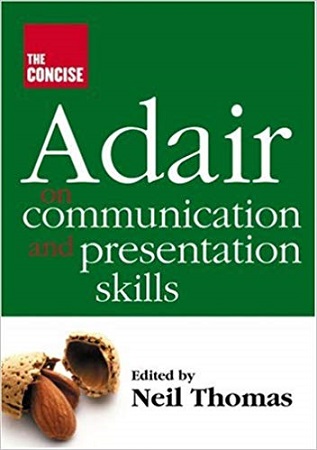 THE
CONCISE
Adair
on
communication
and presentation
skills
Edited by
Neil Thomas